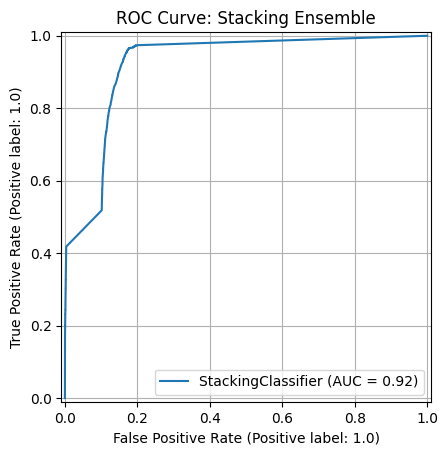 ROC Curve: Stacking Ensemble
1.0
0.8
0.6
0.4
0.2
0.0
True Positive Rate (Positive label: 1.0)
StackingClassifier (AUC = 0.92)
0.0 0.2 0.4 0.6 0.8 1.0
False Positive Rate (Positive label: 1.0)